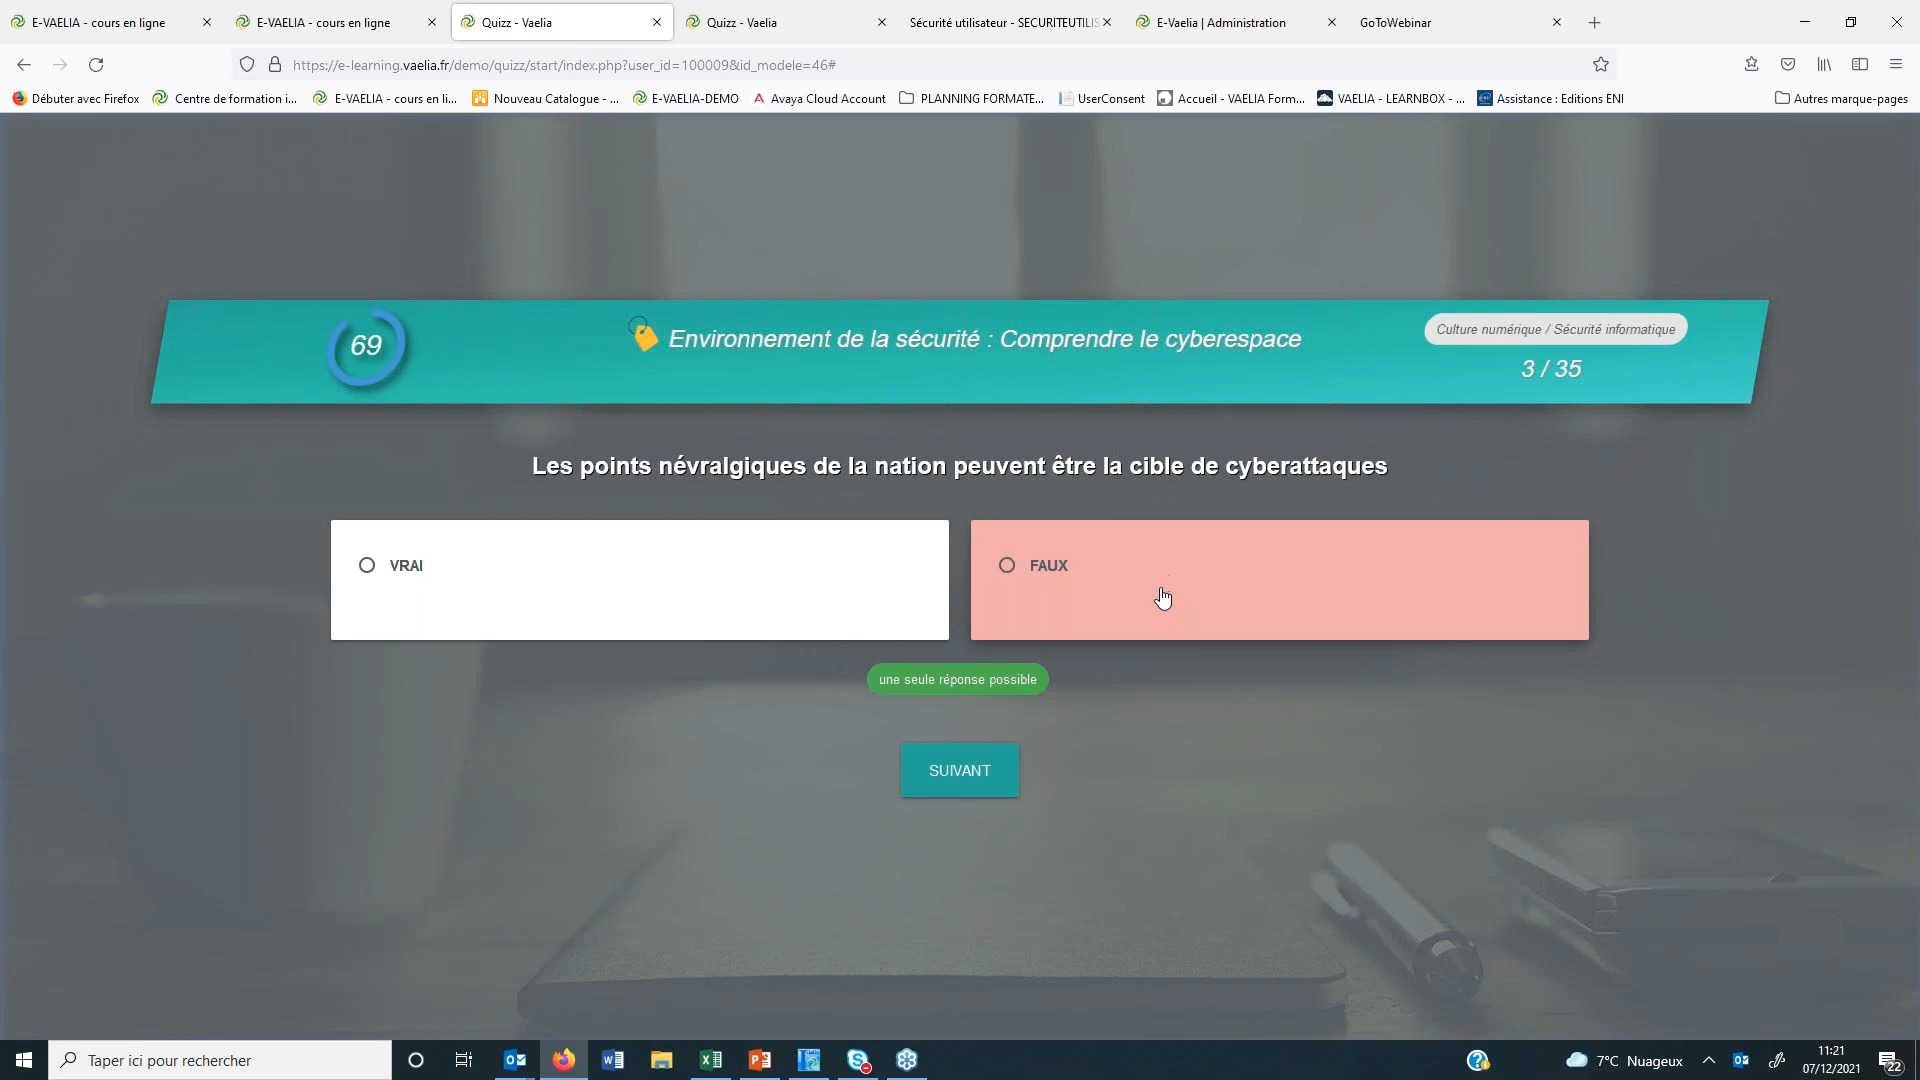 E-VAELIA - cours en ligne
E-VAELIA - cours en ligne
Quizz - Vaelia
Quizz - Vaelia
Sécurité utilisateur - SECURITEUTILIS
E-Vaelia | Administration
GoToWebinar
https://e-learning.vaelia.fr/demo/quizz/start/index.php?user_id=100009&id_modele=46#
Débuter avec Firefox
Centre de formation i...
E-VAELIA - cours en li...
Nouveau Catalogue - ...
E-VAELIA-DEMO
Avaya Cloud Account
PLANNING FORMATE...
UserConsent
Accueil - VAELIA Form...
VAELIA - LEARNBOX - ...
Assistance : Editions ENI
Autres marque-pages
69
Environnement de la sécurité : Comprendre le cyberespace
Culture numérique / Sécurité informatique
3 / 35
Les points névralgiques de la nation peuvent être la cible de cyberattaques
VRAI
FAUX
une seule réponse possible
SUIVANT
Taper ici pour rechercher
7°C Nuageux
11:21
07/12/2021
22